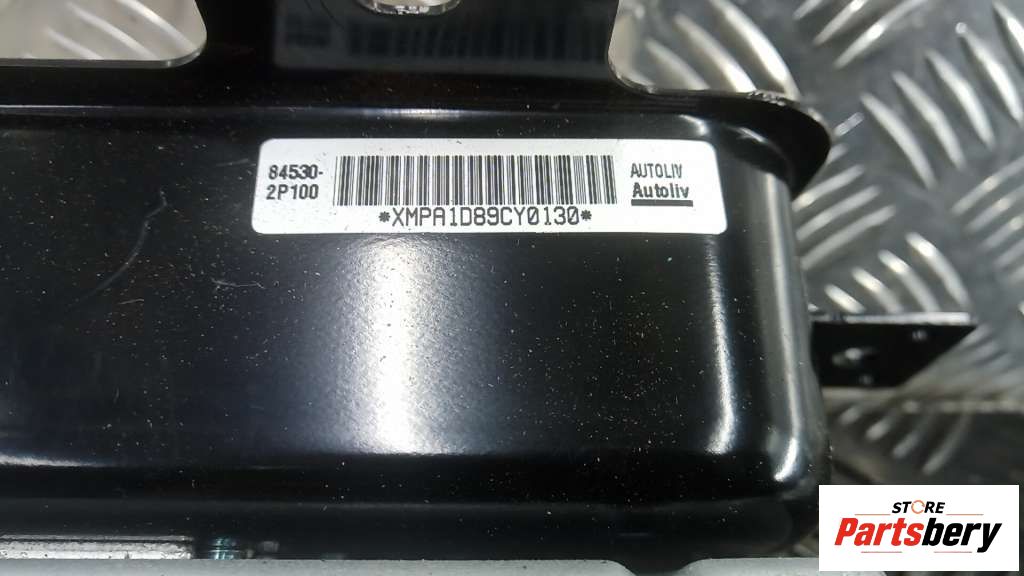 84530-
2P100
*XMPA1D89CY0130*
AUTOLIV
Autoliv
STORE
Partsbery